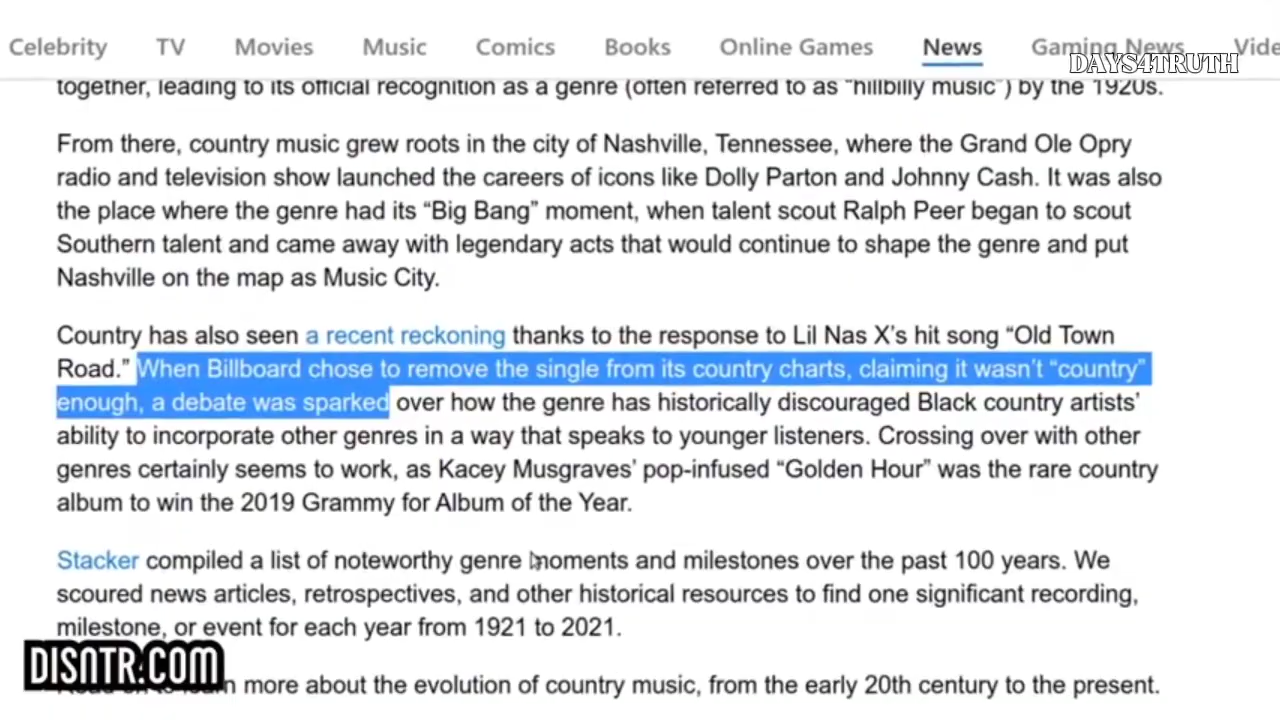 Celebrity TV Movies Music Comics Books Online Games News Gaming News Vide
DAYS4TRUTH
together, leading to its official recognition as a genre (often referred to as “hillbilly music”) by the 1920s.
From there, country music grew roots in the city of Nashville, Tennessee, where the Grand Ole Opry
radio and television show launched the careers of icons like Dolly Parton and Johnny Cash. It was also
the place where the genre had its “Big Bang” moment, when talent scout Ralph Peer began to scout
Southern talent and came away with legendary acts that would continue to shape the genre and put
Nashville on the map as Music City.
Country has also seen a recent reckoning thanks to the response to Lil Nas X’s hit song “Old Town
Road.” When Billboard chose to remove the single from its country charts, claiming it wasn’t “country”
enough, a debate was sparked over how the genre has historically discouraged Black country artists’
ability to incorporate other genres in a way that speaks to younger listeners. Crossing over with other
genres certainly seems to work, as Kacey Musgraves’ pop-infused “Golden Hour” was the rare country
album to win the 2019 Grammy for Album of the Year.
Stacker compiled a list of noteworthy genre moments and milestones over the past 100 years. We
scoured news articles, retrospectives, and other historical resources to find one significant recording,
milestone, or event for each year from 1921 to 2021.
DISNTR.COM
more about the evolution of country music, from the early 20th century to the present.